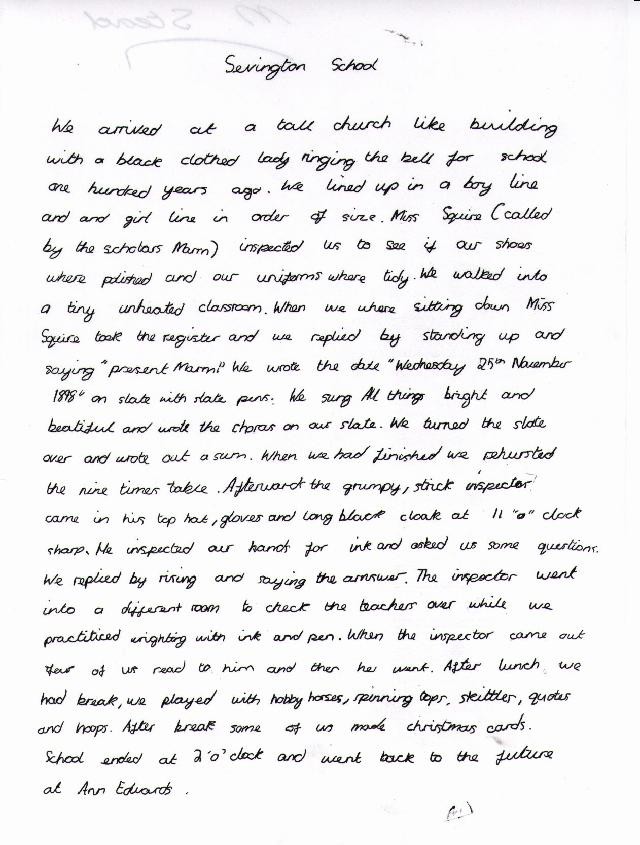 Sevington School
We arrived at a tall church like building
with a black clothed lady ringing the bell for school
one hundred years ago. We lined up in a boy line
and and girl line in order of size. Miss Squire (called
by the scholars Marm) inspected us to see if our shoes
where polished and our uniforms where tidy. We walked into
a tiny unheated classroom. When we where sitting down Miss
Squire took the register and we replied by standing up and
saying "present Marm!" We wrote the date "Wednesday 25th November
1898" on slate with slate pens. We sung All things bright and
beatiful and wrote the choras on our slate. We turned the slate
over and wrote out a sum. When we had finished we rehursted
the nine times table. Afterward the grumpy, strick inspector
came in his top hat, gloves and long black cloak at 11 "o" clock
sharp. He inspected our hands for ink and asked us some questions.
We replied by rising and saying the arnswer. The inspector went
into a different room to check the teachers over while we
practiticed wrighting with ink and pen. When the inspector came out
four of us read to him and then he went. After lunch we
had break, we played with hobby horses, spinning tops, skittles, quotes
and hoops. After break some of us made christmas cards.
School ended at 2 'o' clock and went back to the future
at Ann Edwards.